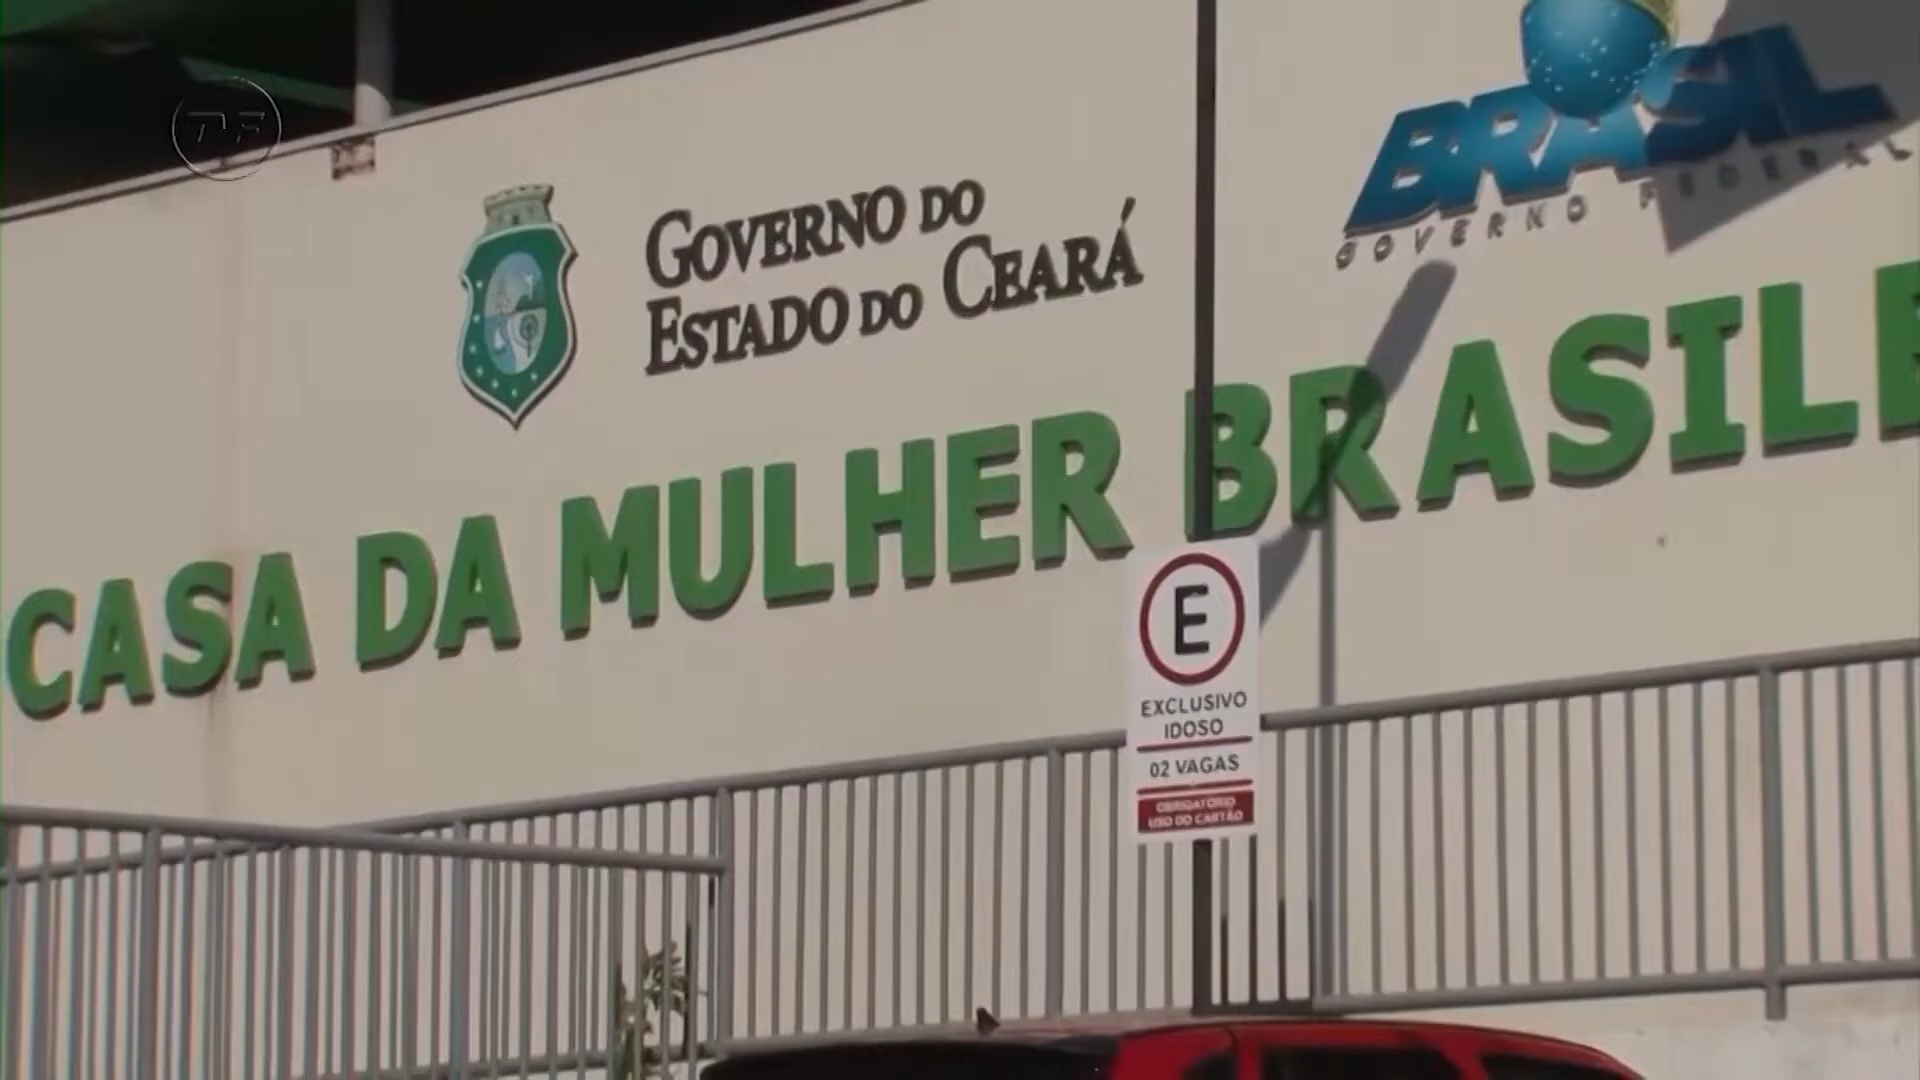 TF
GOVERNO DO
ESTADO DO CEARÁ
BRASIL
GOVERNO FEDERAL
CASA DA MULHER BRASILE
E
EXCLUSIVO
IDOSO
02 VAGAS
OBRIGATÓRIO
USO DO CARTÃO